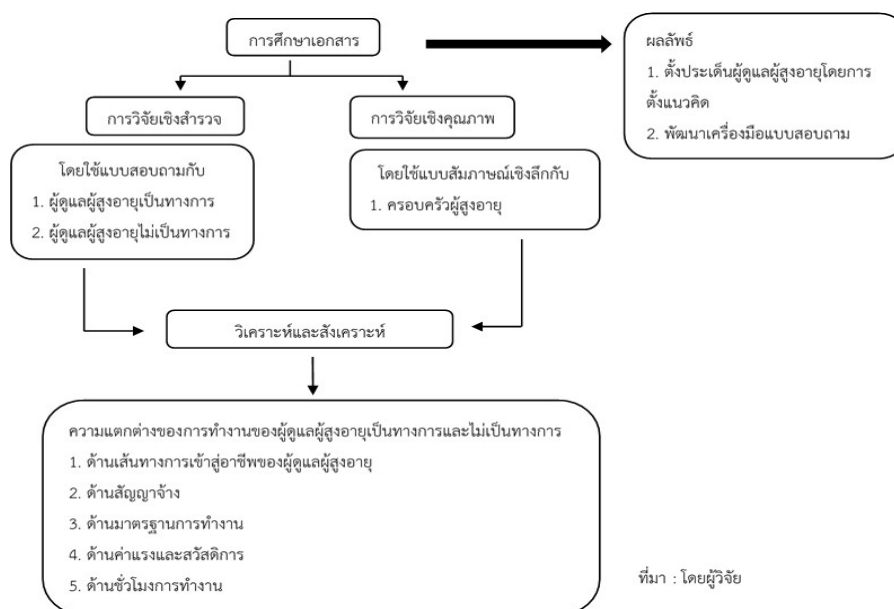 การศึกษาเอกสาร
ผลลัพธ์
1. ตั้งประเด็นผู้ดูแลผู้สูงอายุโดยการ
ตั้งแนวคิด
2. พัฒนาเครื่องมือแบบสอบถาม
การวิจัยเชิงสำรวจ
การวิจัยเชิงคุณภาพ
โดยใช้แบบสอบถามกับ
1. ผู้ดูแลผู้สูงอายุเป็นทางการ
2. ผู้ดูแลผู้สูงอายุไม่เป็นทางการ
โดยใช้แบบสัมภาษณ์เชิงลึกกับ
1. ครอบครัวผู้สูงอายุ
วิเคราะห์และสังเคราะห์
ความแตกต่างของการทำงานของผู้ดูแลผู้สูงอายุเป็นทางการและไม่เป็นทางการ
1. ด้านเส้นทางการเข้าสู่อาชีพของผู้ดูแลผู้สูงอายุ
2. ด้านสัญญาจ้าง
3. ด้านมาตรฐานการทำงาน
4. ด้านค่าแรงและสวัสดิการ
5. ด้านชั่วโมงการทำงาน
ที่มา : โดยผู้วิจัย